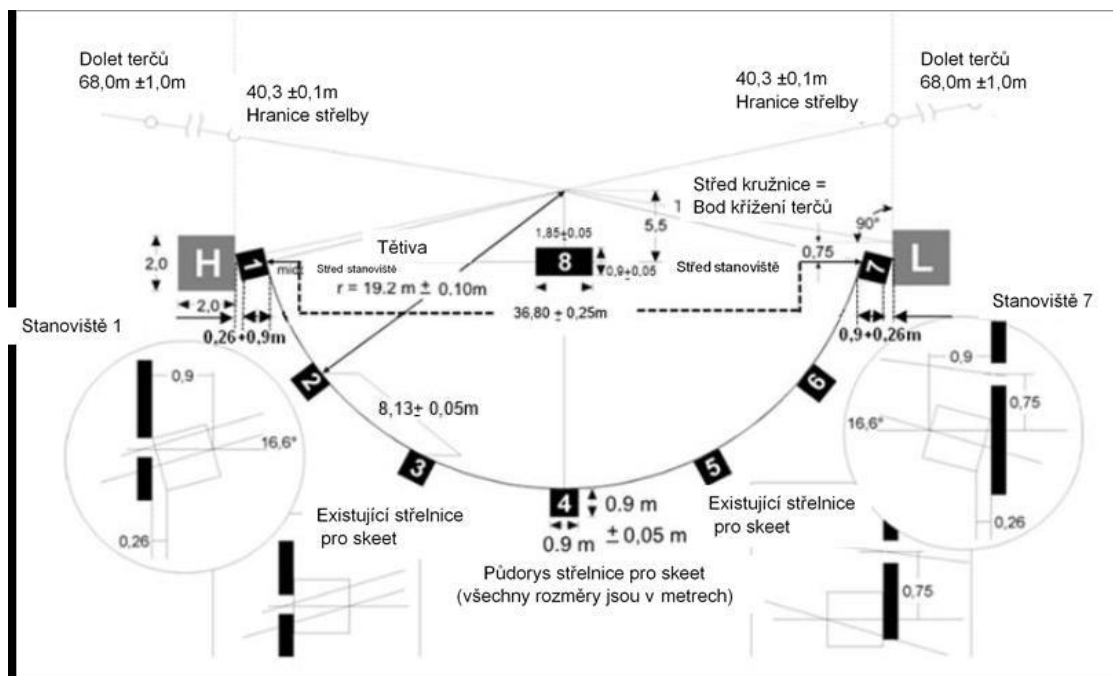 Dolet terčů
68,0m ±1,0m
40,3 ±0,1m
Hranice střelby
40,3 ±0,1m
Hranice střelby
Dolet terčů
68,0m ±1,0m
Střed kružnice =
Bod křížení terčů
1
5,5
90°
1,85±0,05
Tětiva
0,75
2,0
H
1
Střed stanoviště
8
0,9±0,05
Střed stanoviště
7
L
r = 19.2 m ± 0,10m
2,0
36,80 ± 0,25m
Stanoviště 1
Stanoviště 7
0,26+0,9m
0,9+0,26m
2
6
0,9
0,9
8,13± 0,05m
0,75
16,6°
16,6°
3
5
4
0.9 m
Existující střelnice
pro skeet
Existující střelnice
pro skeet
0,26
0,26
0.9 m
± 0,05 m
Půdorys střelnice pro skeet
(všechny rozměry jsou v metrech)
0,75